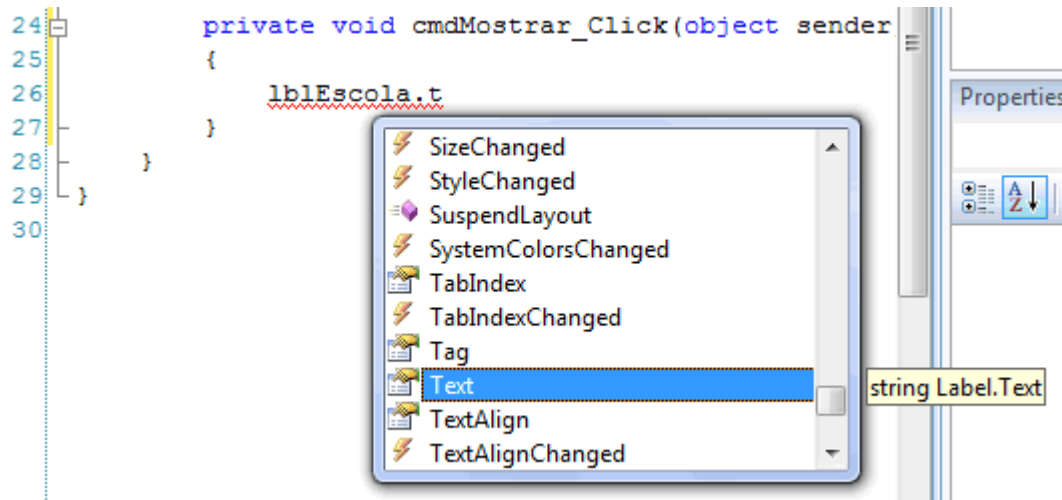 24 private void cmdMostrar_Click(object sender
25 {
26 lblEscola.t
27 }
28 }
29 }
30
SizeChanged
StyleChanged
SuspendLayout
SystemColorsChanged
TabIndex
TabIndexChanged
Tag
Text
TextAlign
TextAlignChanged
string Label.Text
Properties
A
Z